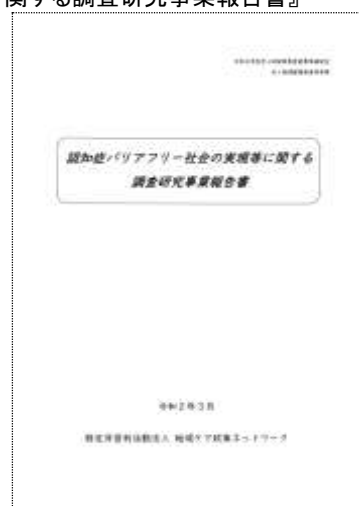 関する調査研究事業報告書』
認知症バリアフリー社会の実現等に関する
調査研究事業報告書
令和2年3月
特定非営利活動法人 地域ケア政策ネットワーク